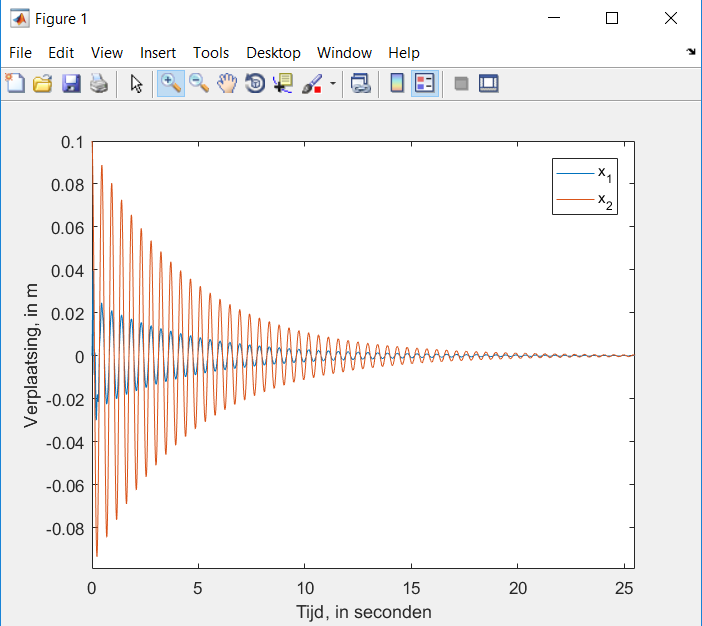 Figure 1
File Edit View Insert Tools Desktop Window Help
x1
x2
0.1
0.08
0.06
0.04
0.02
0
-0.02
-0.04
-0.06
-0.08
Verplaatsing, in m
0 5 10 15 20 25
Tijd, in seconden